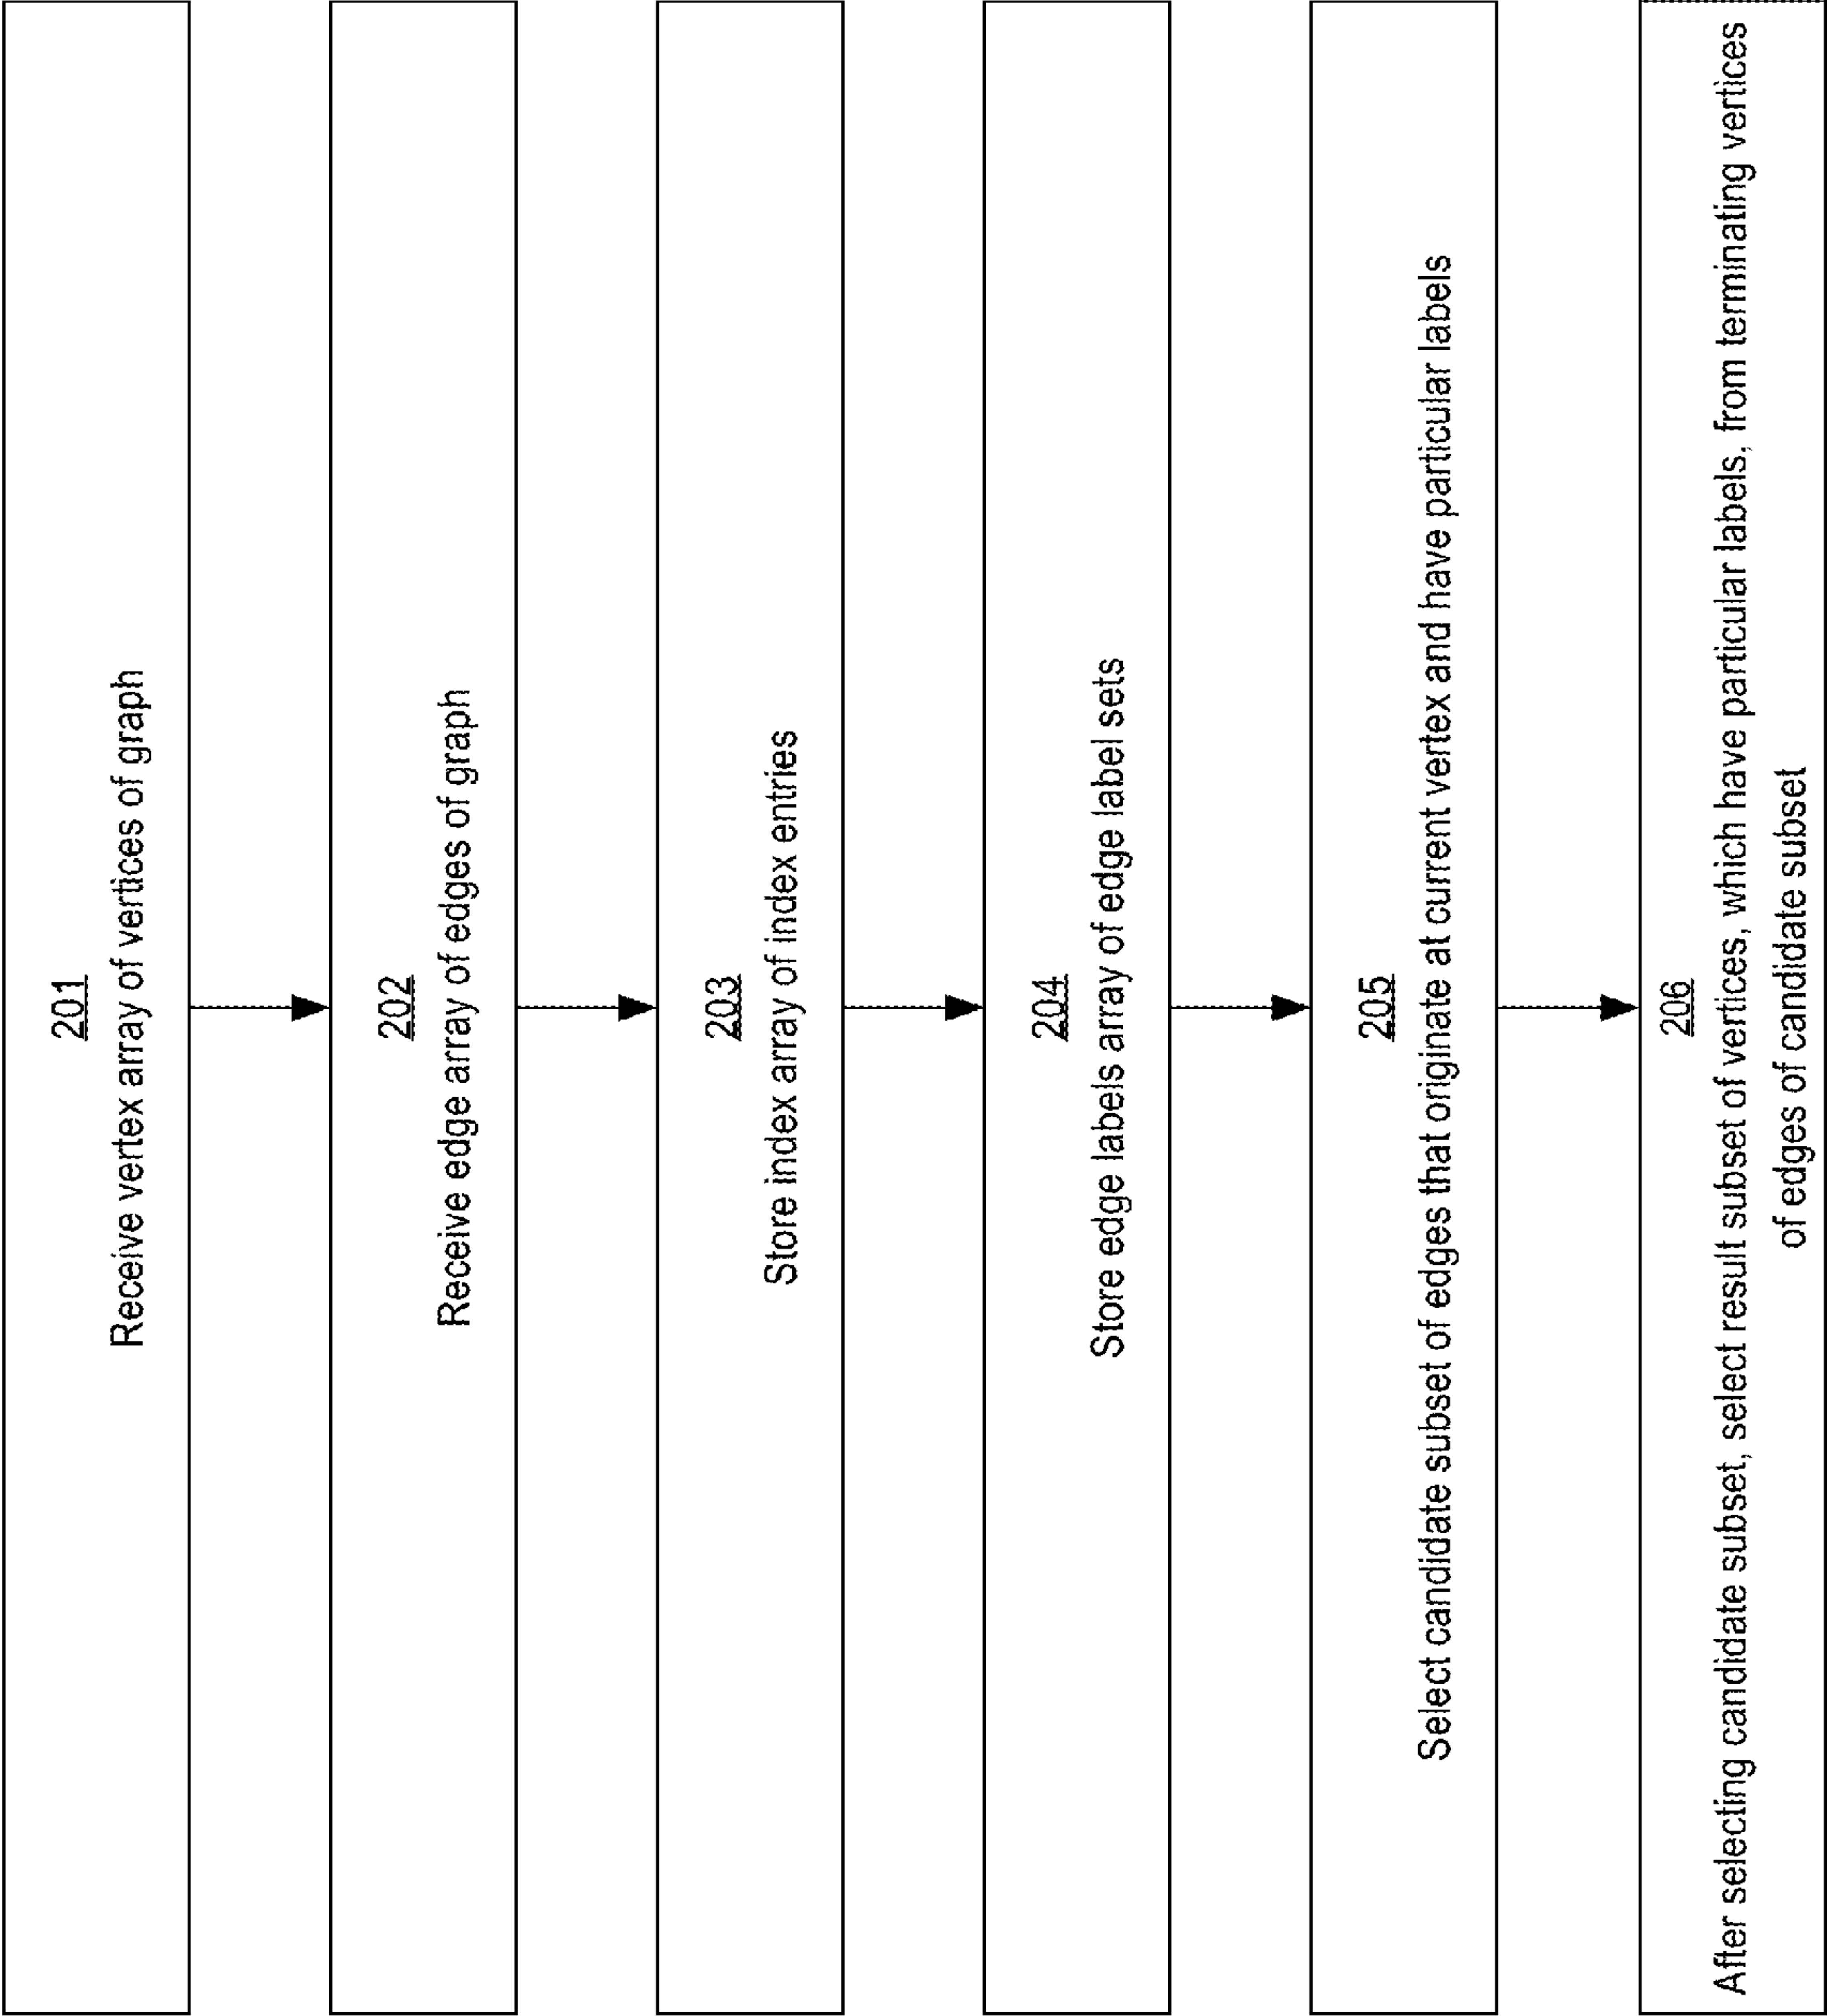 201
Receive vertex array of vertices of graph
202
Receive edge array of edges of graph
203
Store index array of index entries
204
Store edge labels array of edge label sets
205
Select candidate subset of edges that originate at current vertex and have particular labels
206
After selecting candidate subset, select result subset of vertices, which have particular labels, from terminating vertices
of edges of candidate subset